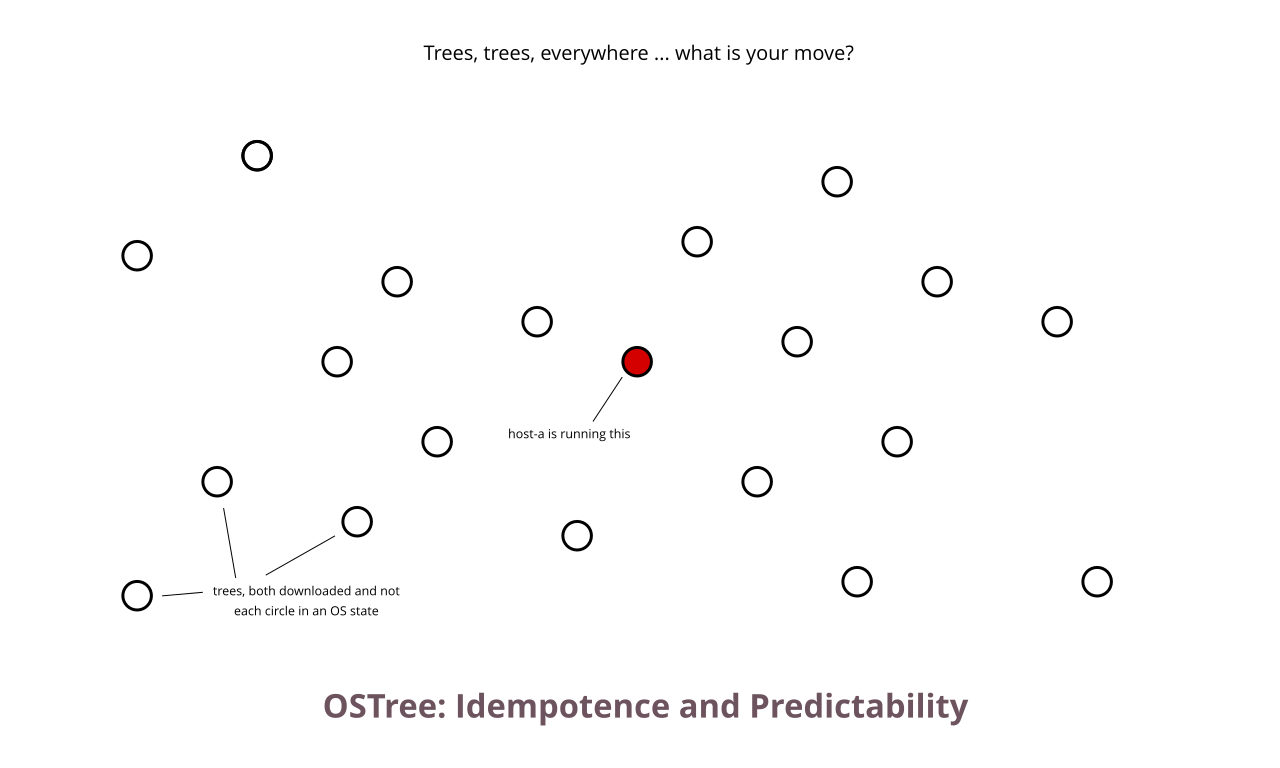 Trees, trees, everywhere ... what is your move?
host-a is running this
trees, both downloaded and not
each circle in an OS state
OSTree: Idempotence and Predictability